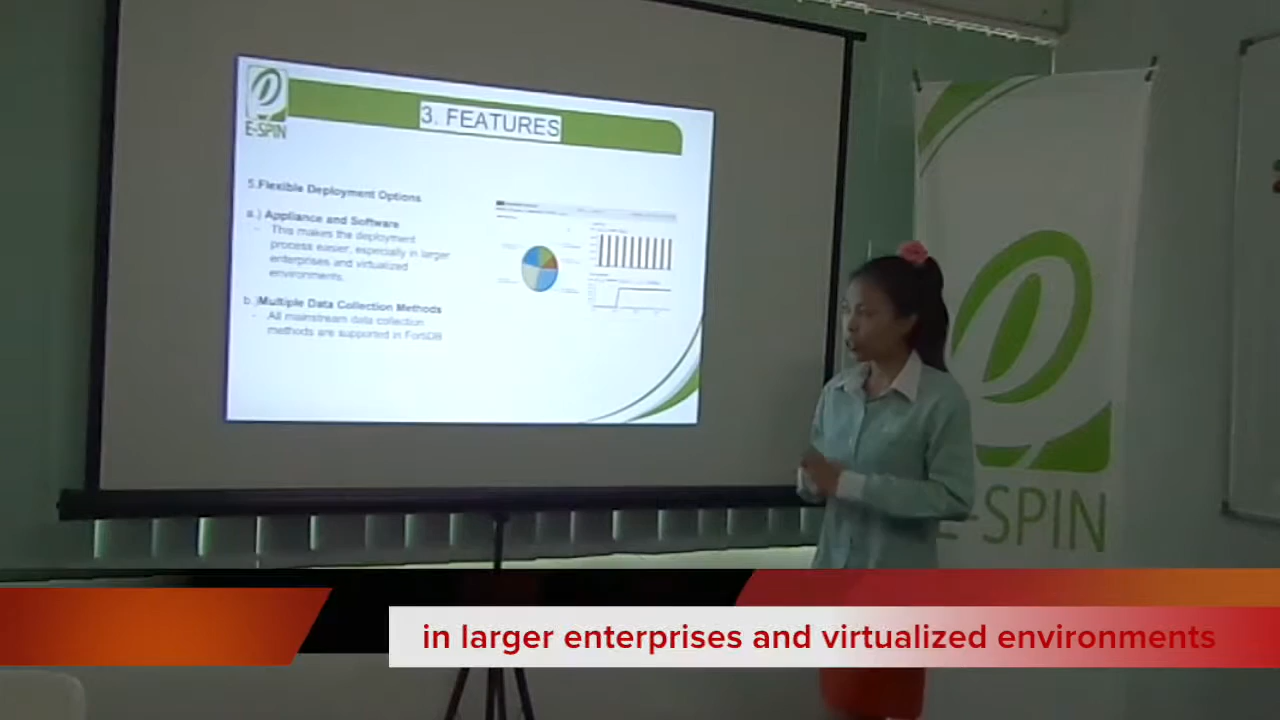 E-SPIN
3. FEATURES
5.Flexible Deployment Options
a.) Appliance and Software
- This makes the deployment
process easier, especially in larger
enterprises and virtualized
environments.
b.)Multiple Data Collection Methods
- All mainstream data collection
methods are supported in FortiDB
E-SPIN
in larger enterprises and virtualized environments